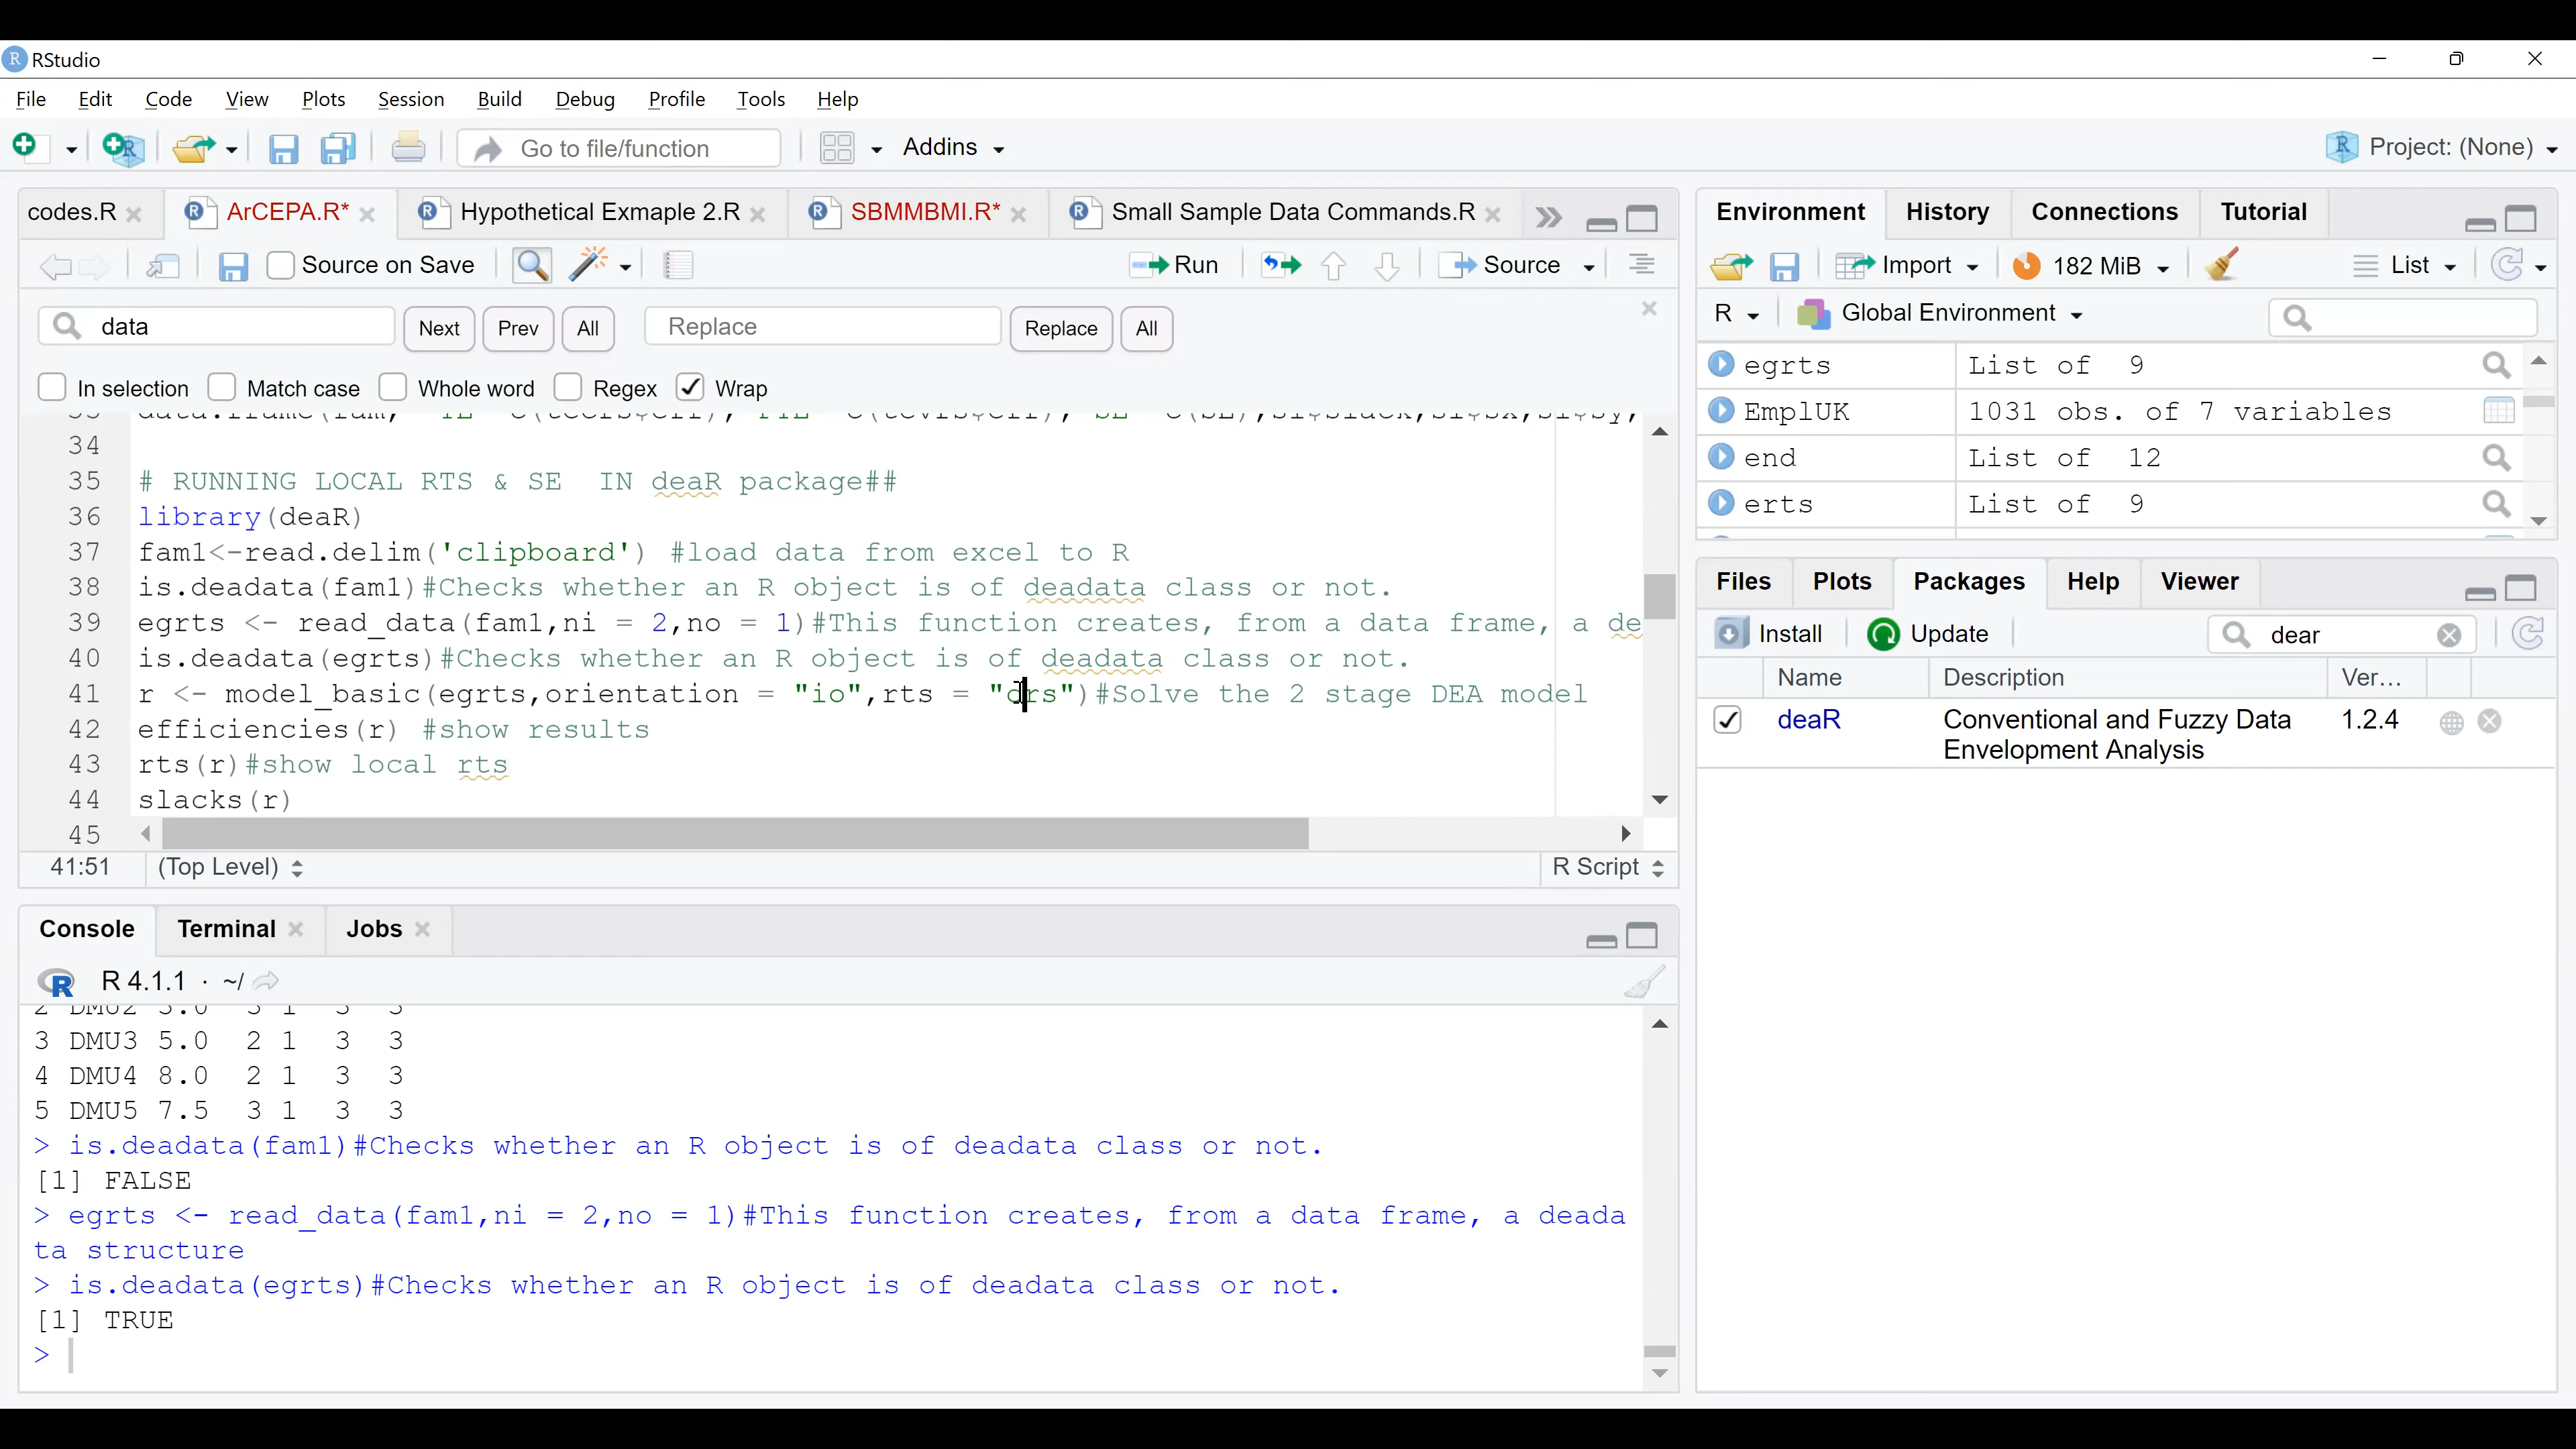 RStudio
File Edit Code View Plots Session Build Debug Profile Tools Help
Go to file/function Addins Project: (None)
codes.R ArCEPA.R* Hypothetical Exmaple 2.R SBMMBMI.R* Small Sample Data Commands.R
Source on Save Run Source
data Next Prev All Replace Replace All
In selection Match case Whole word Regex Wrap
34
35 # RUNNING LOCAL RTS & SE IN deaR package##
36 library(deaR)
37 fam1<-read.delim('clipboard') #load data from excel to R
38 is.deadata(fam1)#Checks whether an R object is of deadata class or not.
39 egrts <- read_data(fam1,ni = 2,no = 1)#This function creates, from a data frame, a de
40 is.deadata(egrts)#Checks whether an R object is of deadata class or not.
41 r <- model_basic(egrts,orientation = "io",rts = "drs")#Solve the 2 stage DEA model
42 efficiencies(r) #show results
43 rts(r)#show local rts
44 slacks(r)
45
41:51 (Top Level) R Script
Console Terminal Jobs
R 4.1.1 · ~/
2 DMU2 3.0 3 1 3 3
3 DMU3 5.0 2 1 3 3
4 DMU4 8.0 2 1 3 3
5 DMU5 7.5 3 1 3 3
> is.deadata(fam1)#Checks whether an R object is of deadata class or not.
[1] FALSE
> egrts <- read_data(fam1,ni = 2,no = 1)#This function creates, from a data frame, a deada
ta structure
> is.deadata(egrts)#Checks whether an R object is of deadata class or not.
[1] TRUE
>
Environment History Connections Tutorial
Import 182 MiB List
R Global Environment
egrts List of 9
EmplUK 1031 obs. of 7 variables
end List of 12
erts List of 9
Files Plots Packages Help Viewer
Install Update dear
Name Description Ver...
deaR Conventional and Fuzzy Data 1.2.4
Envelopment Analysis